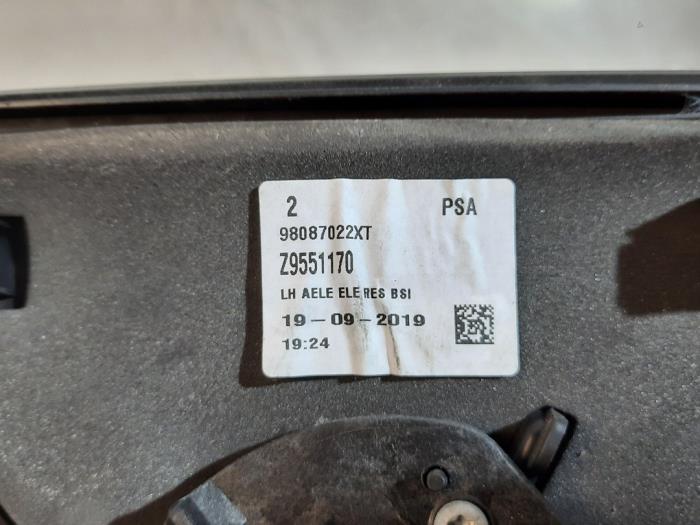 2 PSA
98087022XT
Z9551170
LH AELE ELE RES BSI
19-09-2019
19:24